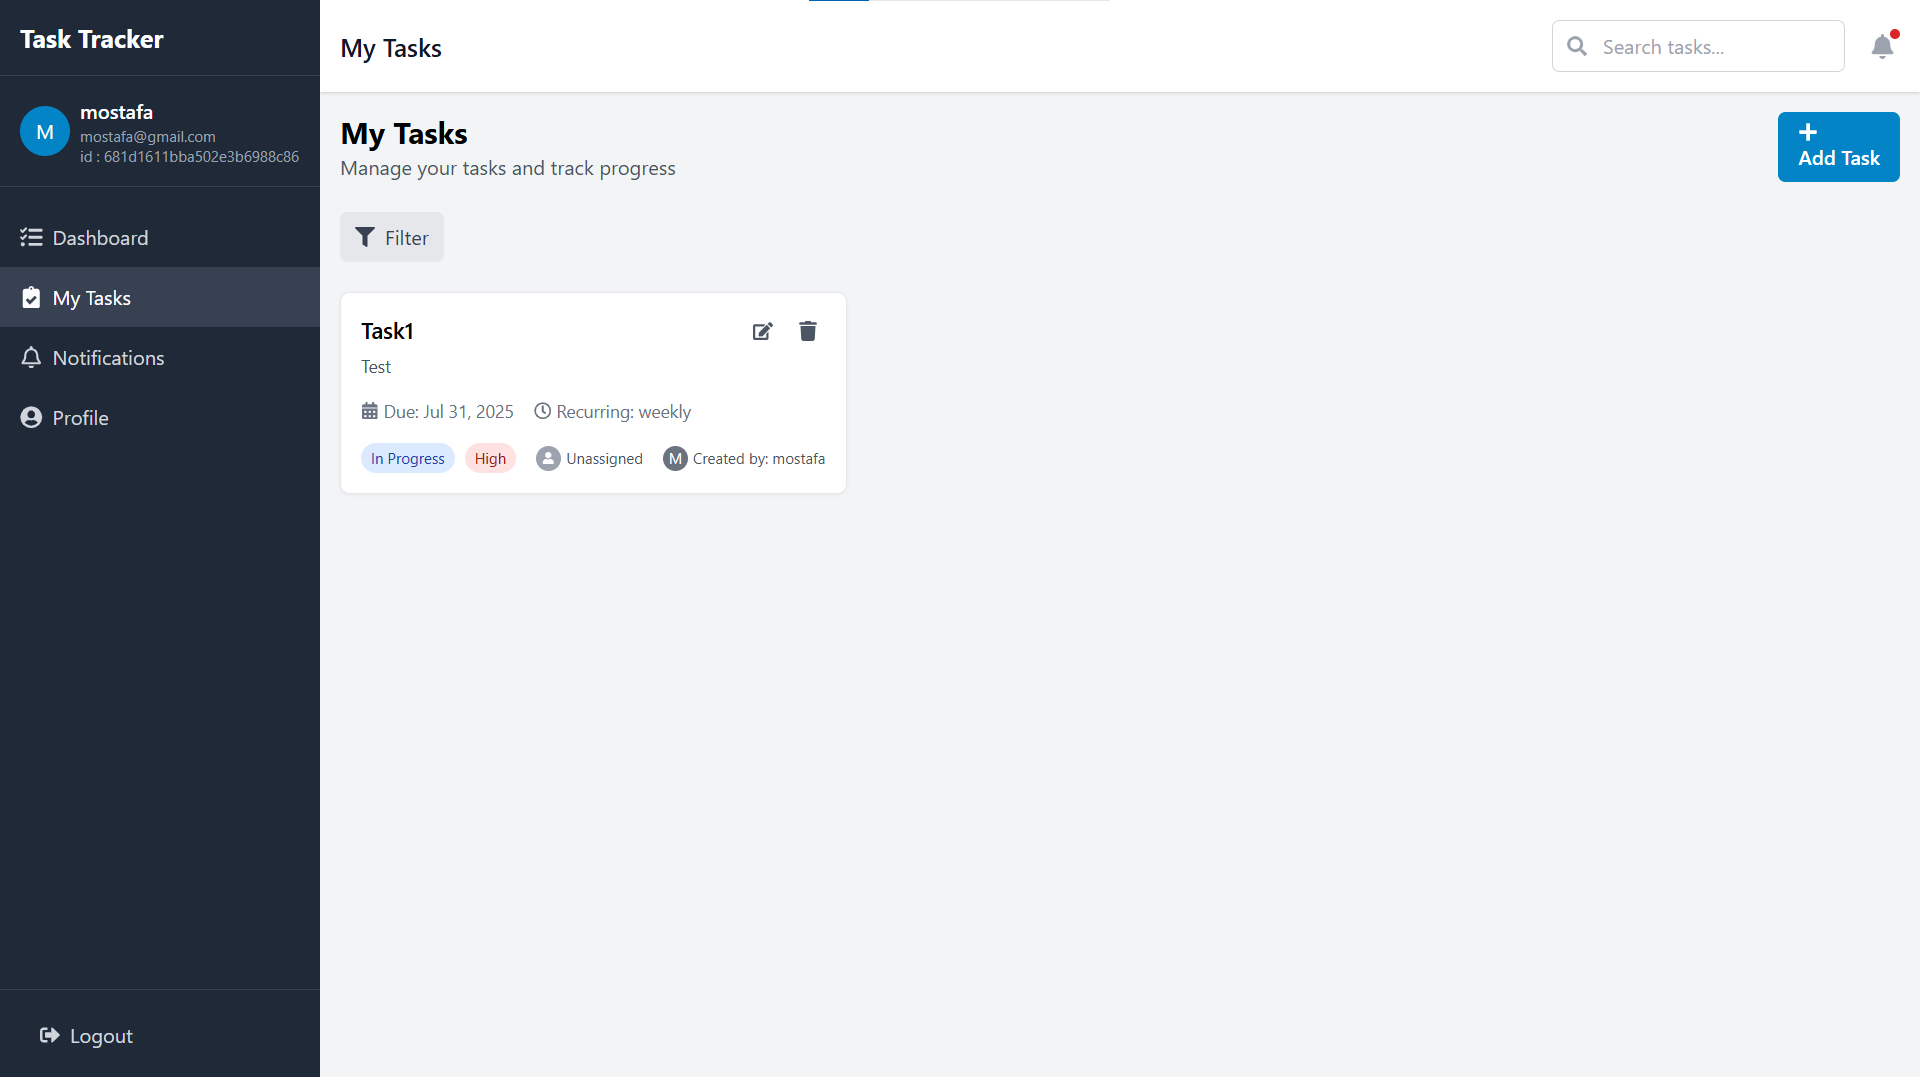 Task Tracker
M
mostafa
mostafa@gmail.com
id : 681d1611bba502e3b6988c86
Dashboard
My Tasks
Notifications
Profile
Logout
My Tasks
Search tasks...
My Tasks
Manage your tasks and track progress
Add Task
Filter
Task1
Test
Due: Jul 31, 2025 Recurring: weekly
In Progress High Unassigned M Created by: mostafa